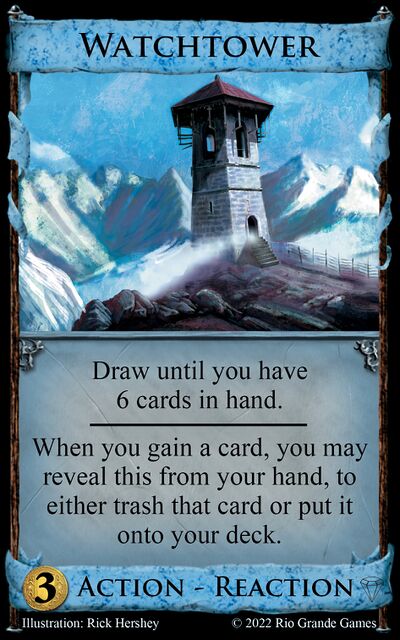 WATCHTOWER
Draw until you have
6 cards in hand.
When you gain a card, you may
reveal this from your hand, to
either trash that card or put it
onto your deck.
3 ACTION - REACTION
Illustration: Rick Hershey © 2022 Rio Grande Games